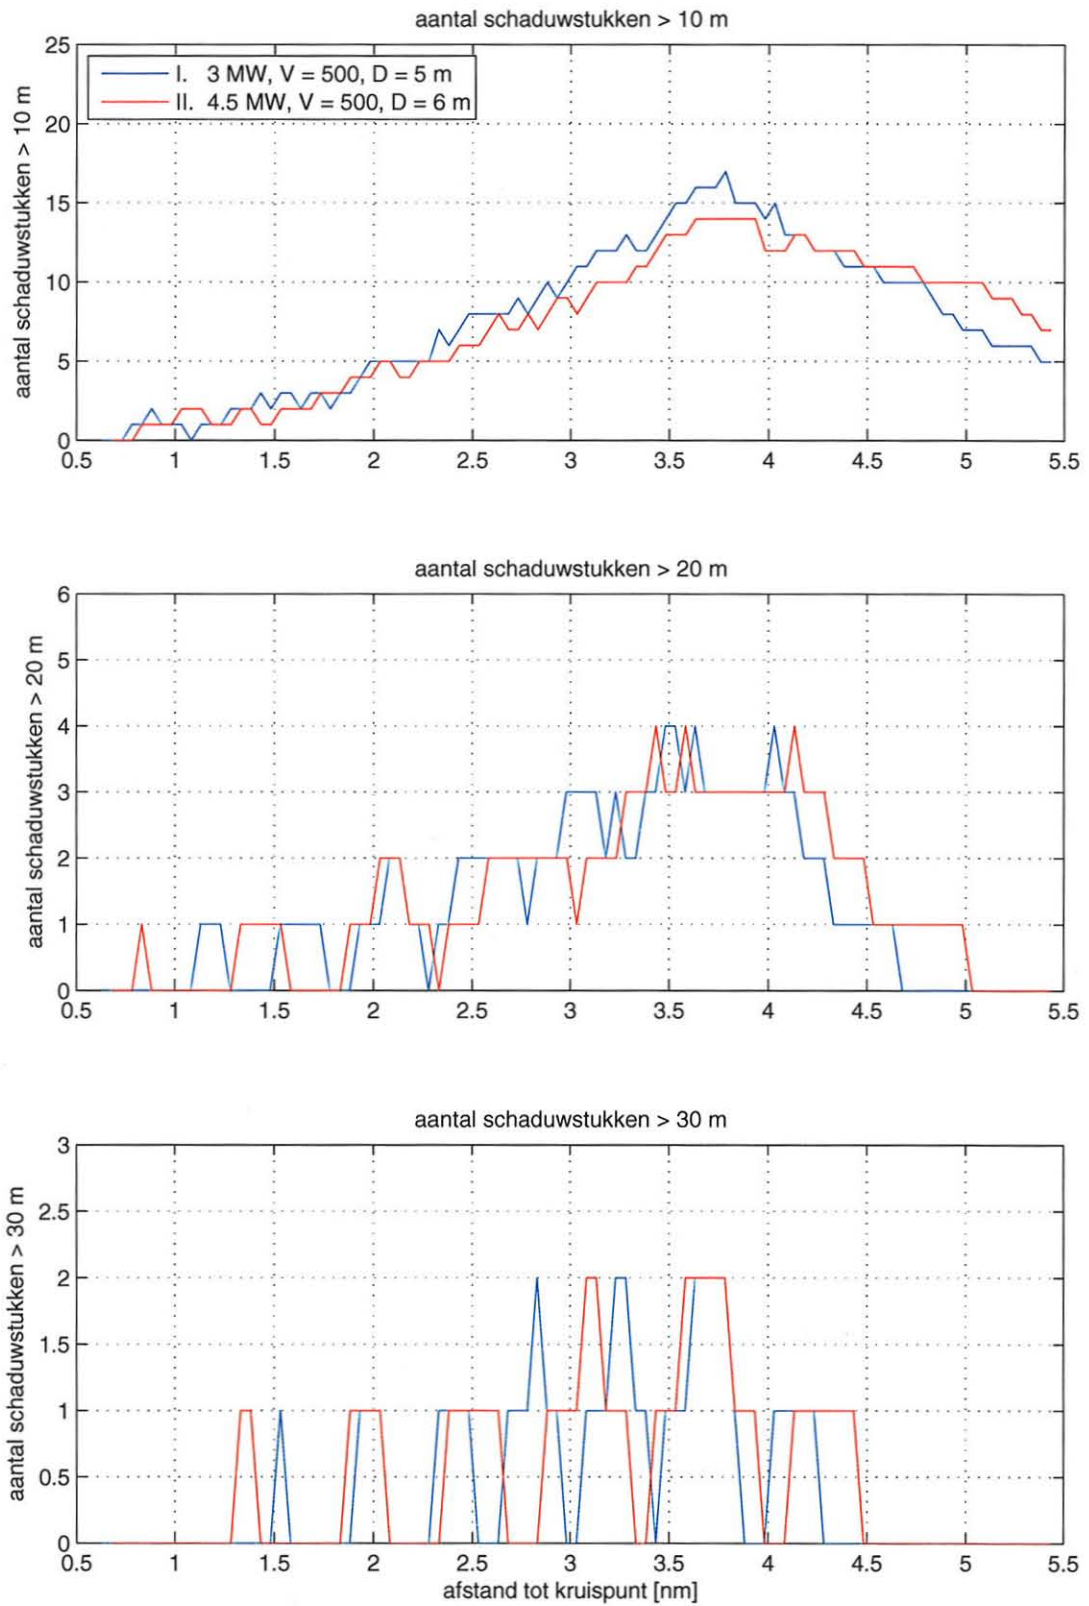 aantal schaduwstukken > 10 m
25
20
15
10
5
0
aantal schaduwstukken > 10 m
I. 3 MW, V = 500, D = 5 m
II. 4.5 MW, V = 500, D = 6 m
0.5 1 1.5 2 2.5 3 3.5 4 4.5 5 5.5
aantal schaduwstukken > 20 m
6
5
4
3
2
1
0
aantal schaduwstukken > 20 m
0.5 1 1.5 2 2.5 3 3.5 4 4.5 5 5.5
aantal schaduwstukken > 30 m
3
2.5
2
1.5
1
0.5
0
aantal schaduwstukken > 30 m
0.5 1 1.5 2 2.5 3 3.5 4 4.5 5 5.5
afstand tot kruispunt [nm]